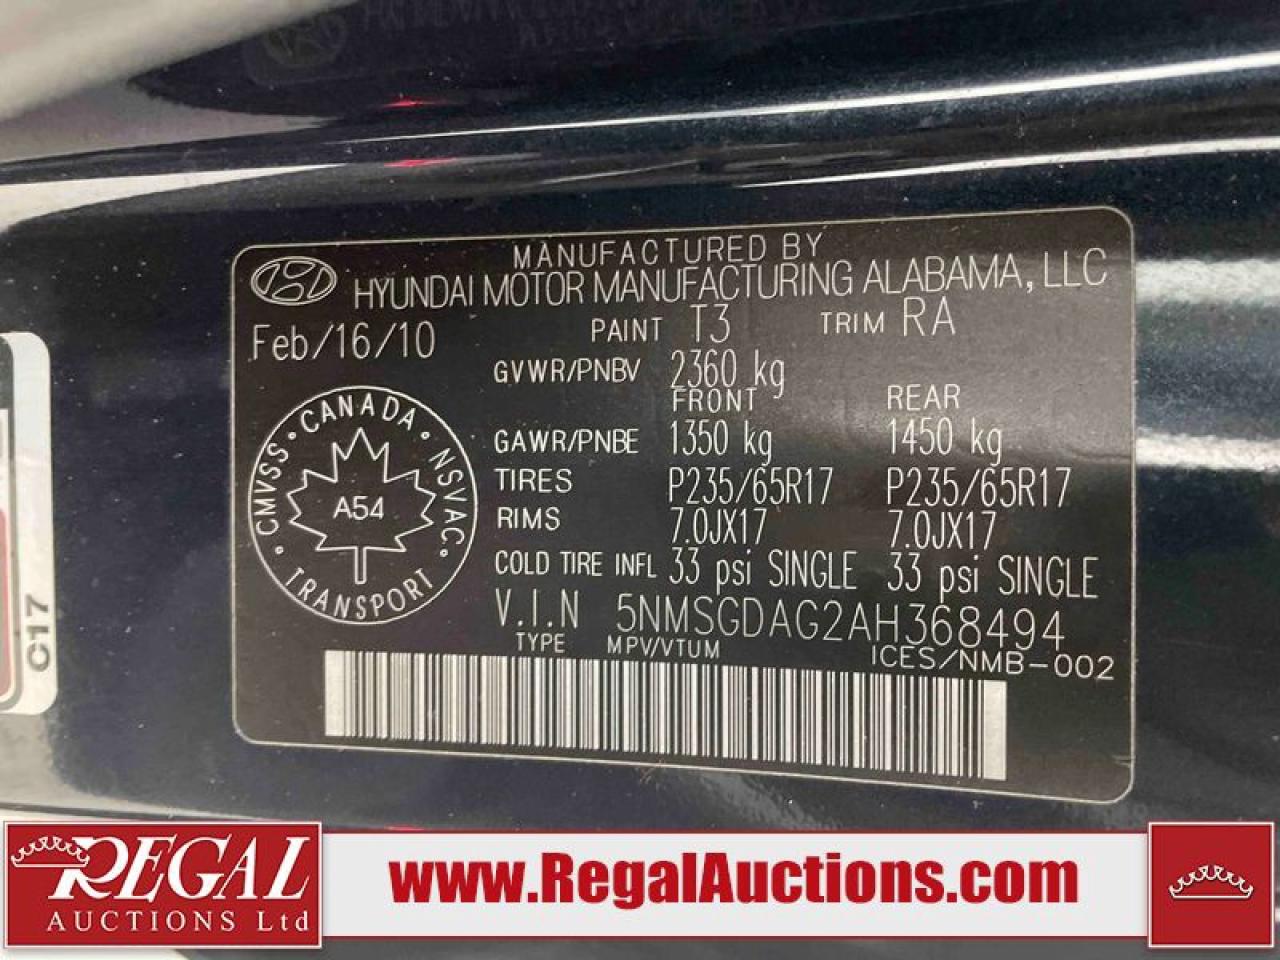 MANUFACTURED BY
HYUNDAI MOTOR MANUFACTURING ALABAMA, LLC
Feb/16/10 PAINT T3 TRIM RA
GVWR/PNBV 2360 kg
FRONT REAR
GAWR/PNBE 1350 kg 1450 kg
TIRES P235/65R17 P235/65R17
RIMS 7.0JX17 7.0JX17
COLD TIRE INFL 33 psi SINGLE 33 psi SINGLE
V.I.N 5NMSGDAG2AH368494
TYPE MPV/VTUM ICES/NMB-002
CANADA · NSVAC · TRANSPORT · CMVSS ·
A54
C17
REGAL
AUCTIONS Ltd
www.RegalAuctions.com